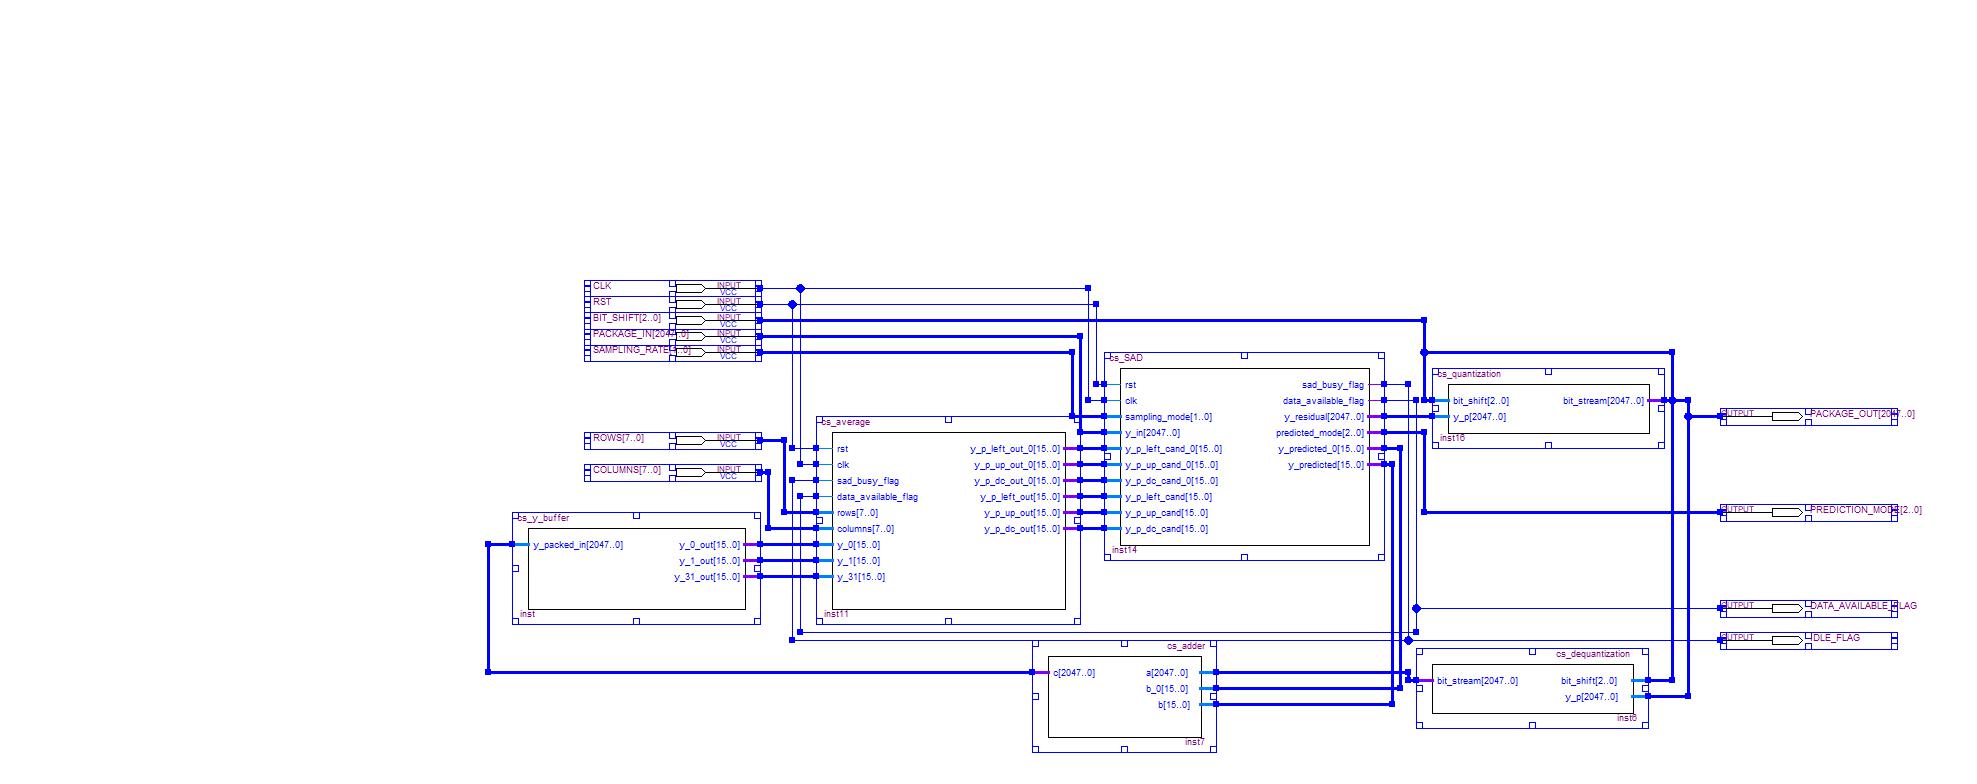 CLK
INPUT
VCC
RST
INPUT
VCC
BIT_SHIFT[2..0]
INPUT
VCC
PACKAGE_IN[2047..0]
INPUT
VCC
SAMPLING_RATE[1..0]
INPUT
VCC
ROWS[7..0]
INPUT
VCC
COLUMNS[7..0]
INPUT
VCC
cs_y_buffer
y_packed_in[2047..0]
y_0_out[15..0]
y_1_out[15..0]
y_31_out[15..0]
inst
cs_average
rst
clk
sad_busy_flag
data_available_flag
rows[7..0]
columns[7..0]
y_0[15..0]
y_1[15..0]
y_31[15..0]
y_p_left_out_0[15..0]
y_p_up_out_0[15..0]
y_p_dc_out_0[15..0]
y_p_left_out[15..0]
y_p_up_out[15..0]
y_p_dc_out[15..0]
inst11
cs_SAD
rst
clk
sampling_mode[1..0]
y_in[2047..0]
y_p_left_cand_0[15..0]
y_p_up_cand_0[15..0]
y_p_dc_cand_0[15..0]
y_p_left_cand[15..0]
y_p_up_cand[15..0]
y_p_dc_cand[15..0]
sad_busy_flag
data_available_flag
y_residual[2047..0]
predicted_mode[2..0]
y_predicted_0[15..0]
y_predicted[15..0]
inst14
cs_quantization
bit_shift[2..0]
y_p[2047..0]
bit_stream[2047..0]
inst16
OUTPUT
PACKAGE_OUT[2047..0]
OUTPUT
PREDICTION_MODE[2..0]
OUTPUT
DATA_AVAILABLE_FLAG
OUTPUT
IDLE_FLAG
cs_adder
c[2047..0]
a[2047..0]
b_0[15..0]
b[15..0]
inst7
cs_dequantization
bit_stream[2047..0]
bit_shift[2..0]
y_p[2047..0]
inst6